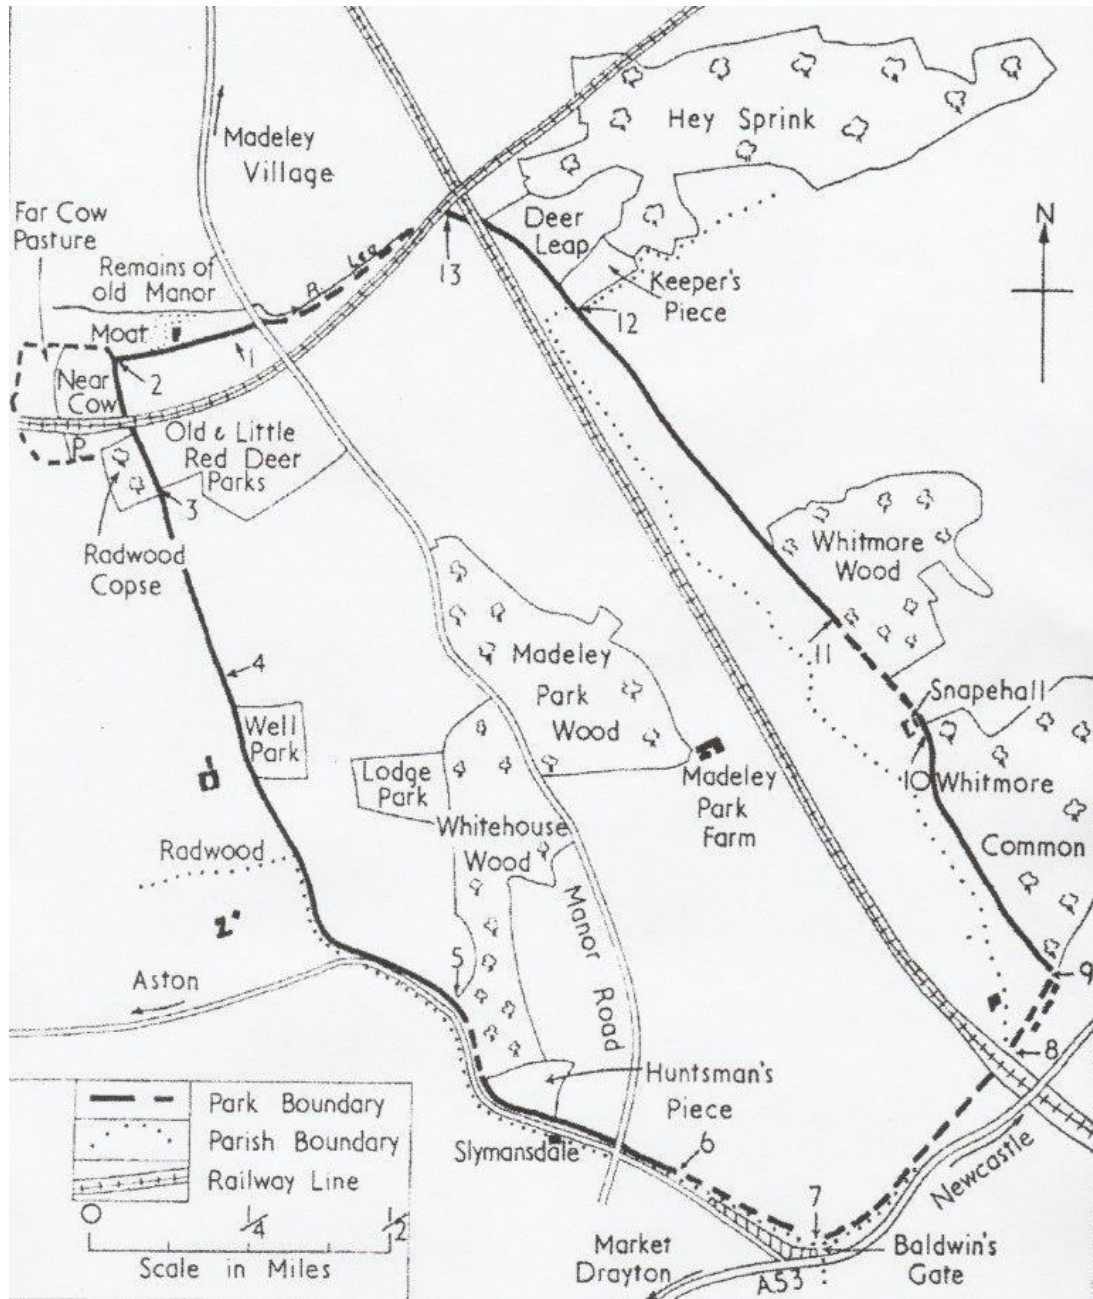 Madeley
Village
Hey Sprink
Far Cow
Pasture
Remains of
old Manor
R. Lea
Deer
Leap
N
Keeper's
Piece
13
12
Moat
1
2
Near
Cow
P.
Old & Little
Red Deer
Parks
3
Radwood
Copse
Whitmore
Wood
11
4
Madeley
Park
Wood
Snapehall
Well
Park
Lodge
Park
Madeley
Park
Farm
10
Whitmore
Common
Whitehouse
Wood
Radwood
Manor
Road
5
9
Aston
8
Huntsman's
Piece
Slymansdale
6
Newcastle
7
Market
Drayton
A.53
Baldwin's
Gate
Park Boundary
Parish Boundary
Railway Line
0 1/4 1/2
Scale in Miles